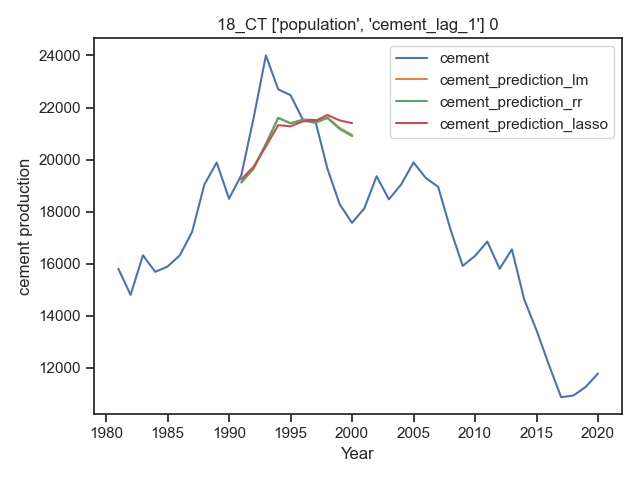 18_CT ['population', 'cement_lag_1'] 0
cement
cement_prediction_lm
cement_prediction_rr
cement_prediction_lasso
24000
22000
20000
18000
16000
14000
12000
cement production
1980 1985 1990 1995 2000 2005 2010 2015 2020
Year